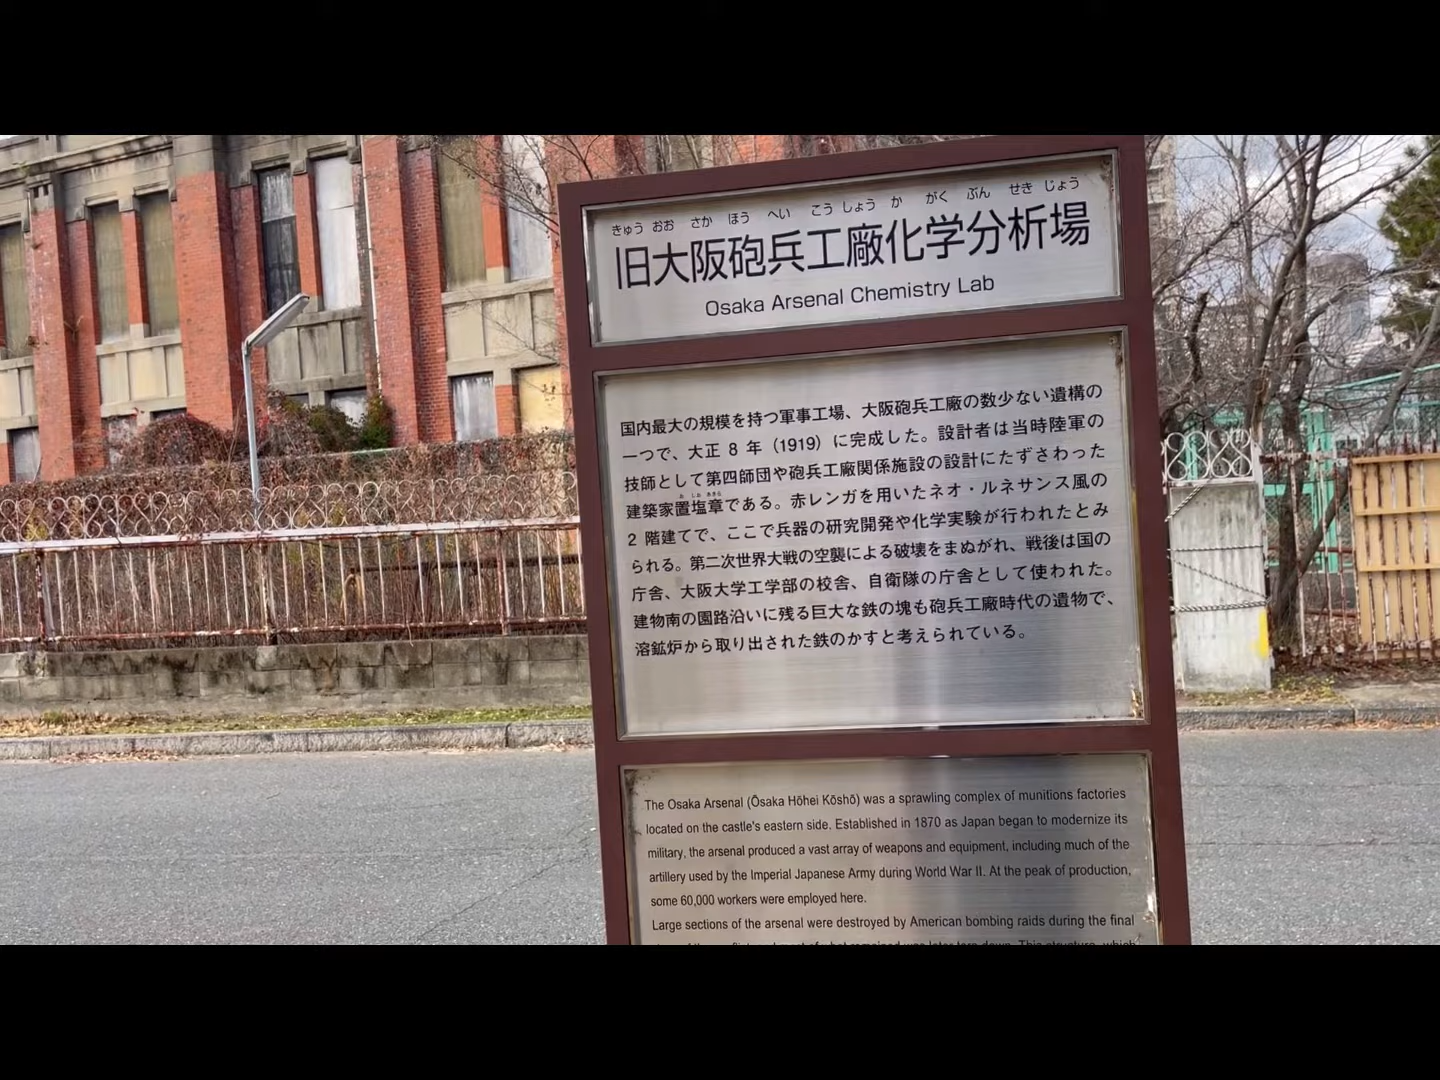 きゅう おお さか ほう へい こう しょう か がく ぶん せき じょう
旧大阪砲兵工廠化学分析場
Osaka Arsenal Chemistry Lab
国内最大の規模を持つ軍事工場、大阪砲兵工廠の数少ない遺構の
一つで、大正 8 年（1919）に完成した。設計者は当時陸軍の
技師として第四師団や砲兵工廠関係施設の設計にたずさわった
お しお あきら
建築家置塩章である。赤レンガを用いたネオ・ルネサンス風の
2 階建てで、ここで兵器の研究開発や化学実験が行われたとみ
られる。第二次世界大戦の空襲による破壊をまぬがれ、戦後は国の
庁舎、大阪大学工学部の校舎、自衛隊の庁舎として使われた。
建物南の園路沿いに残る巨大な鉄の塊も砲兵工廠時代の遺物で、
溶鉱炉から取り出された鉄のかすと考えられている。
The Osaka Arsenal (Ōsaka Hōhei Kōshō) was a sprawling complex of munitions factories
located on the castle's eastern side. Established in 1870 as Japan began to modernize its
military, the arsenal produced a vast array of weapons and equipment, including much of the
artillery used by the Imperial Japanese Army during World War II. At the peak of production,
some 60,000 workers were employed here.
Large sections of the arsenal were destroyed by American bombing raids during the final